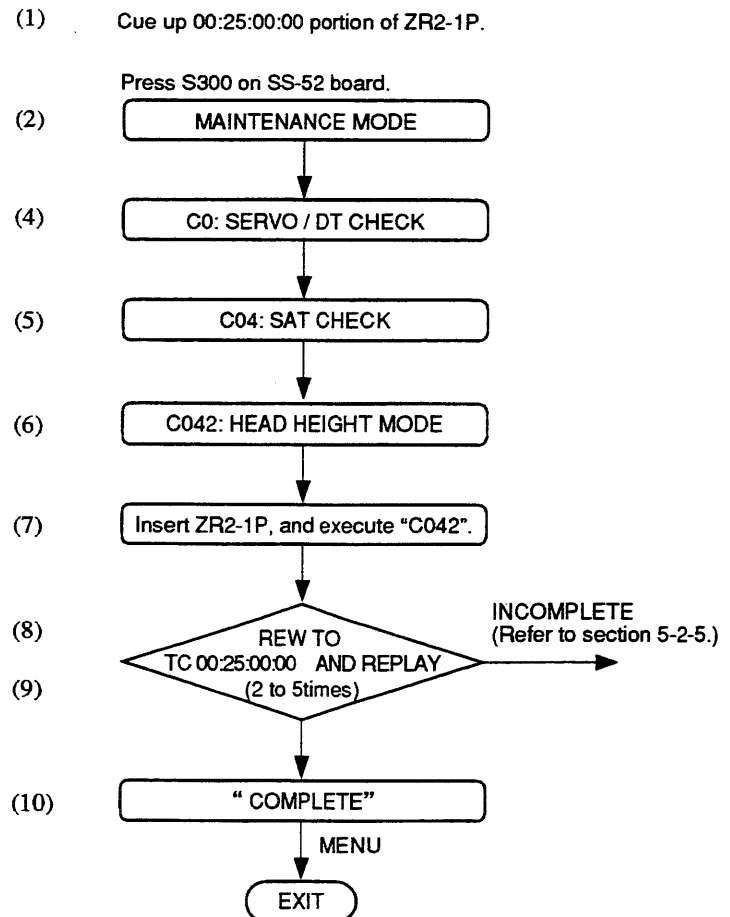 (1) Cue up 00:25:00:00 portion of ZR2-1P.
Press S300 on SS-52 board.
(2) MAINTENANCE MODE
(4) C0: SERVO / DT CHECK
(5) C04: SAT CHECK
(6) C042: HEAD HEIGHT MODE
(7) Insert ZR2-1P, and execute “C042”.
INCOMPLETE
(8) (Refer to section 5-2-5.)
REW TO
TC 00:25:00:00 AND REPLAY
(9) (2 to 5times)
(10) “ COMPLETE”
MENU
EXIT